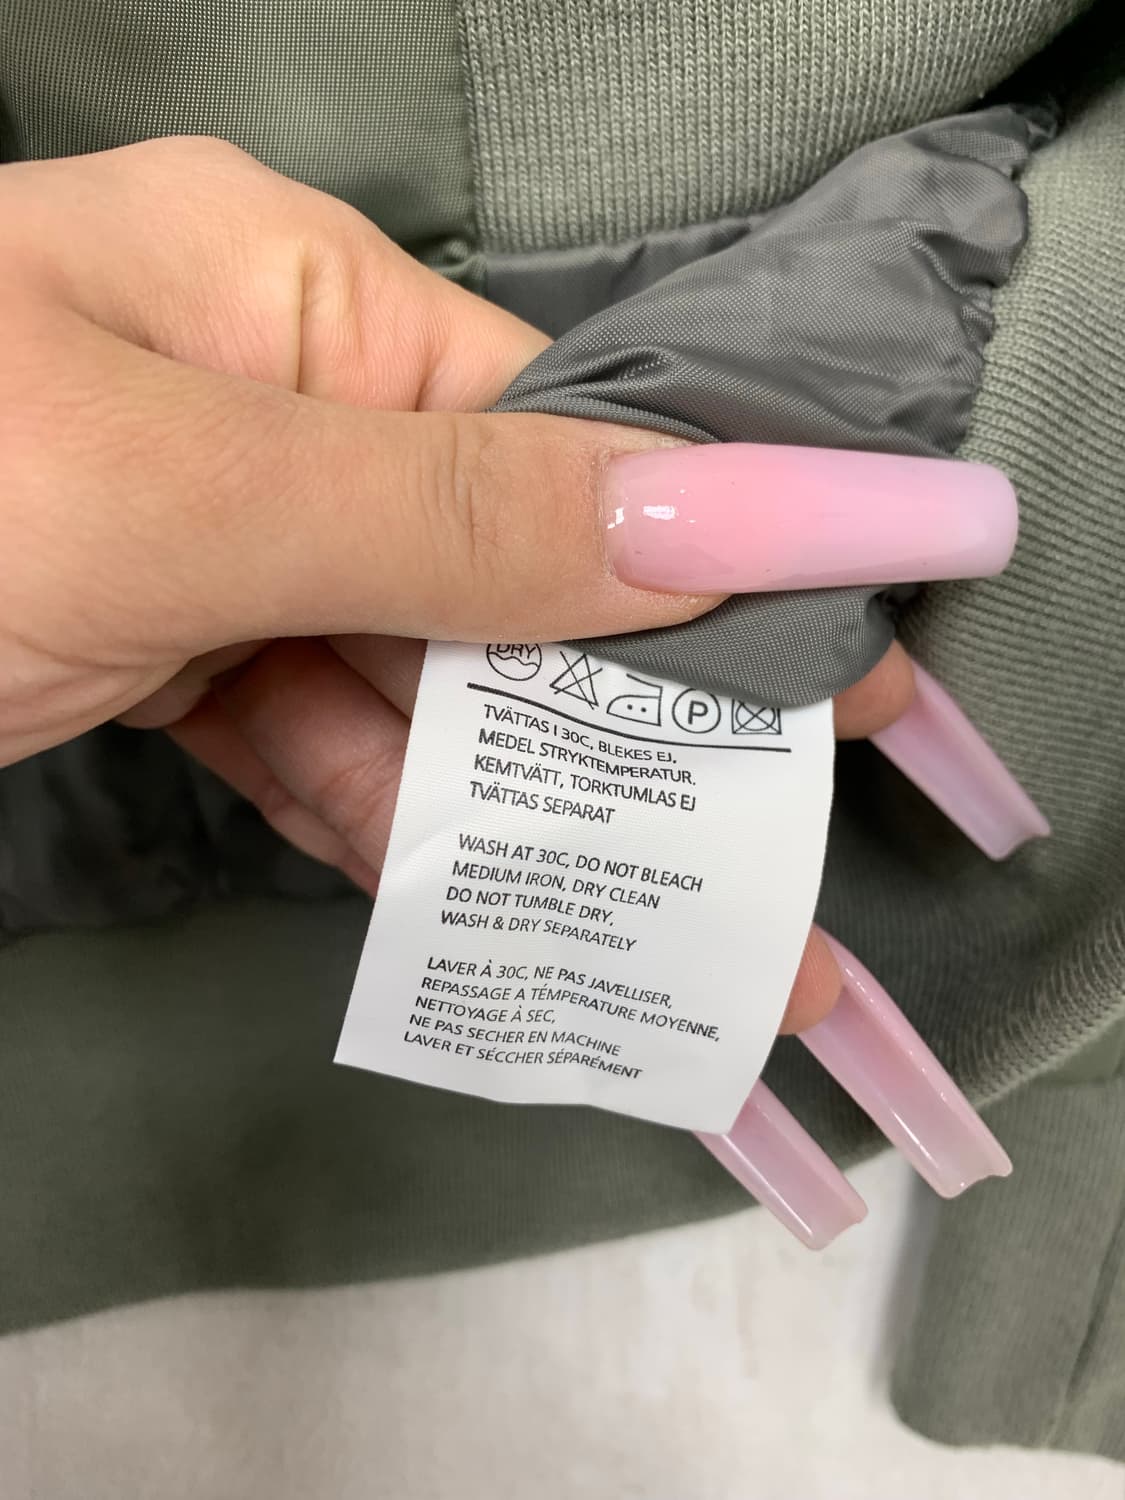 DRY P
TVÄTTAS I 30C, BLEKES EJ,
MEDEL STRYKTEMPERATUR.
KEMTVÄTT, TORKTUMLAS EJ
TVÄTTAS SEPARAT
WASH AT 30C, DO NOT BLEACH
MEDIUM IRON, DRY CLEAN
DO NOT TUMBLE DRY,
WASH & DRY SEPARATELY
LAVER À 30C, NE PAS JAVELLISER,
REPASSAGE A TÉMPERATURE MOYENNE,
NETTOYAGE À SEC,
NE PAS SECHER EN MACHINE
LAVER ET SÉCCHER SÉPARÉMENT